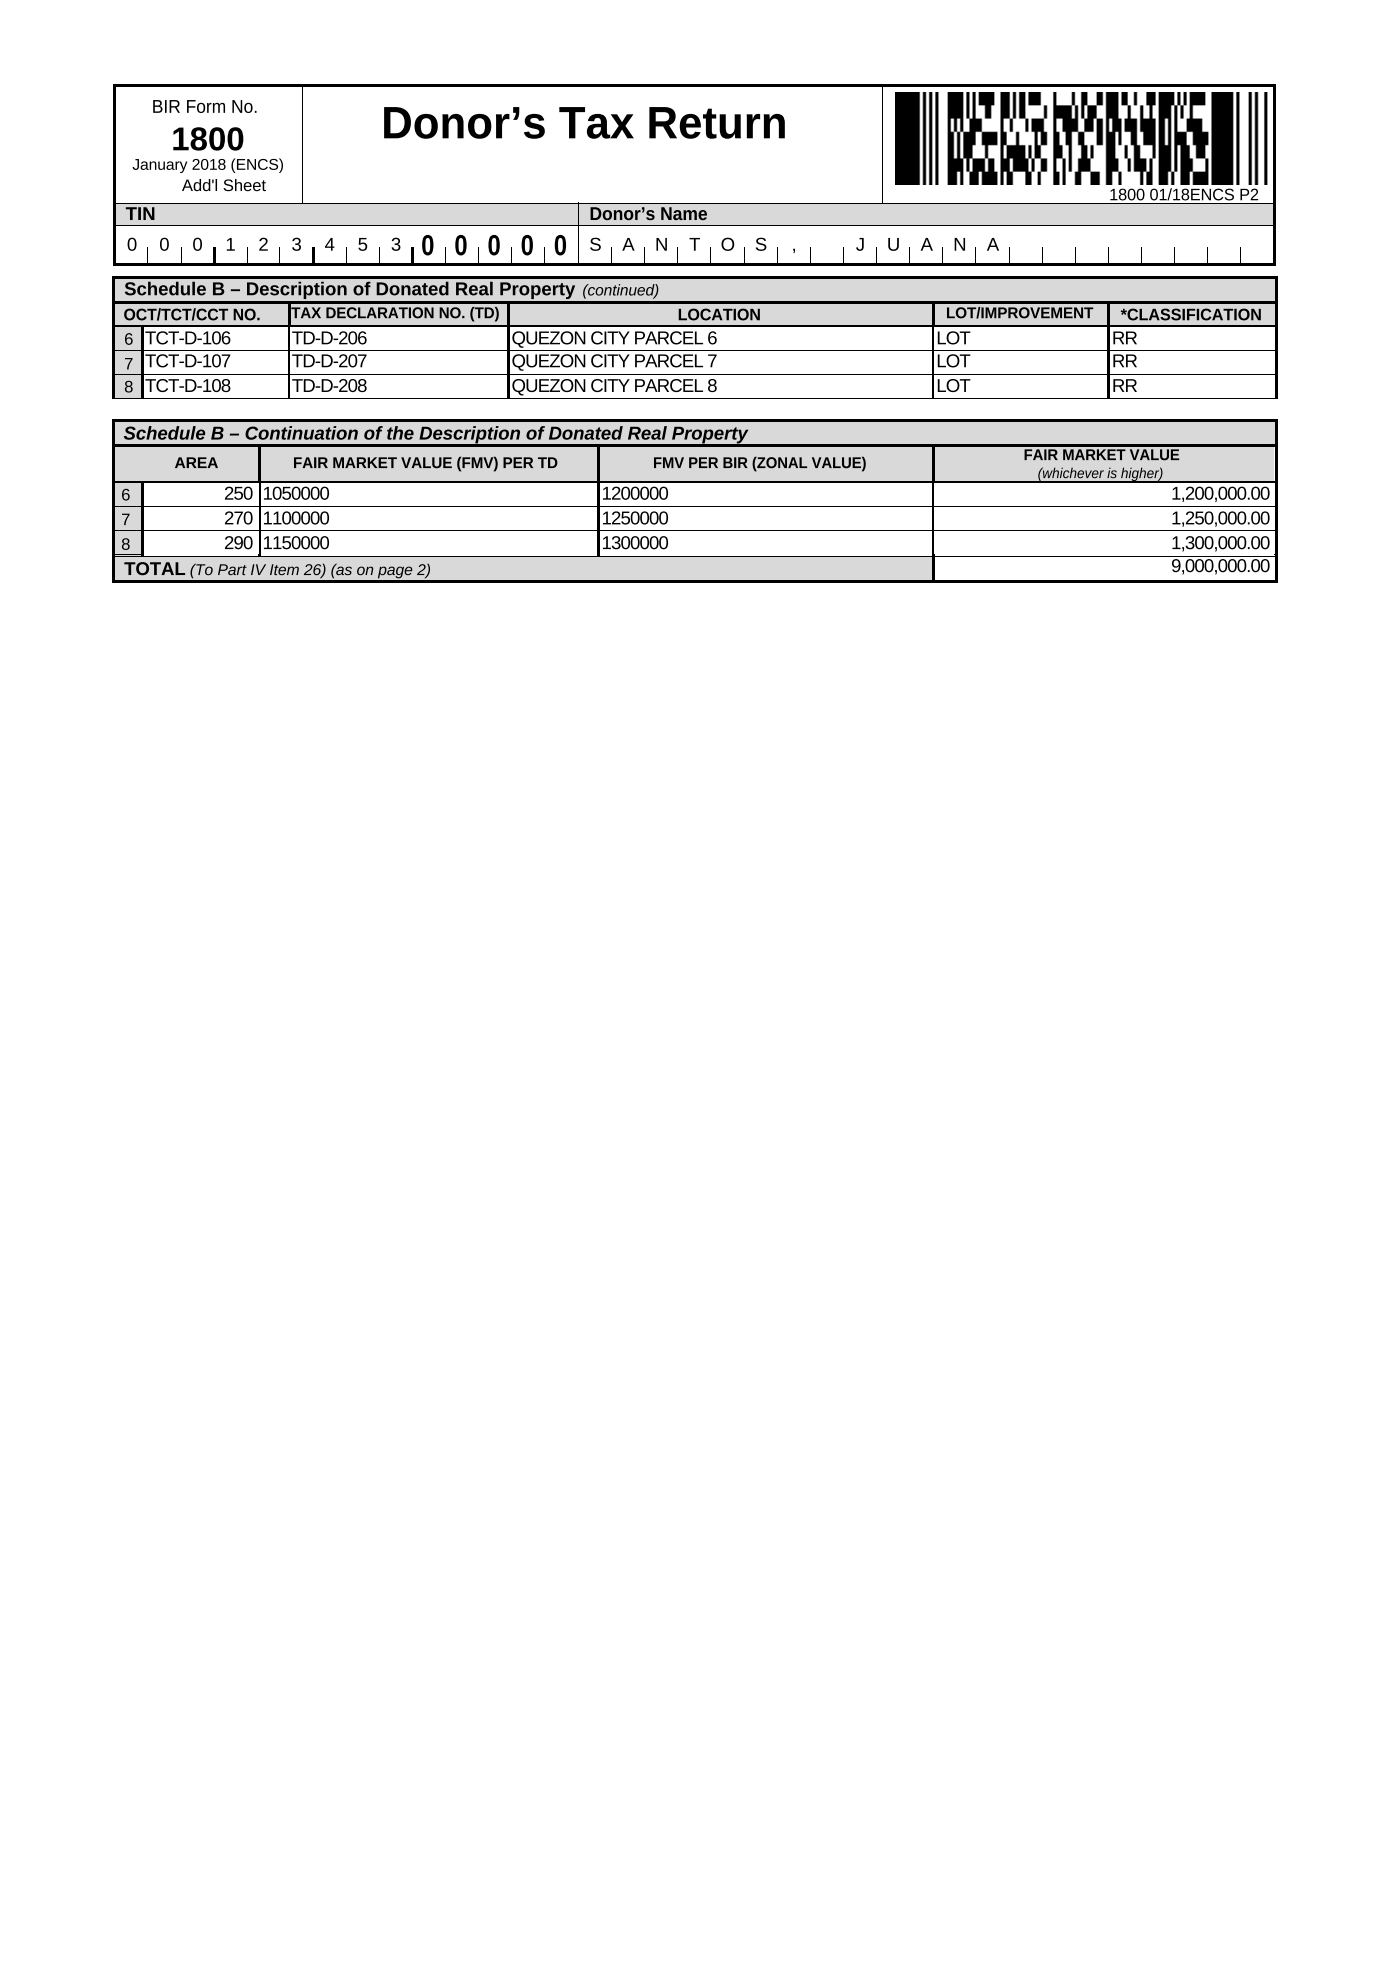 BIR Form No.
1800
January 2018 (ENCS)
Add'l Sheet
Donor’s Tax Return
1800 01/18ENCS P2
TIN Donor’s Name
0 0 0 1 2 3 4 5 3 0 0 0 0 0 S A N T O S , J U A N A
Schedule B – Description of Donated Real Property (continued)
OCT/TCT/CCT NO. TAX DECLARATION NO. (TD) LOCATION LOT/IMPROVEMENT *CLASSIFICATION
6 TCT-D-106 TD-D-206 QUEZON CITY PARCEL 6 LOT RR
7 TCT-D-107 TD-D-207 QUEZON CITY PARCEL 7 LOT RR
8 TCT-D-108 TD-D-208 QUEZON CITY PARCEL 8 LOT RR
Schedule B – Continuation of the Description of Donated Real Property
AREA FAIR MARKET VALUE (FMV) PER TD FMV PER BIR (ZONAL VALUE) FAIR MARKET VALUE
(whichever is higher)
6 250 1050000 1200000 1,200,000.00
7 270 1100000 1250000 1,250,000.00
8 290 1150000 1300000 1,300,000.00
TOTAL (To Part IV Item 26) (as on page 2) 9,000,000.00